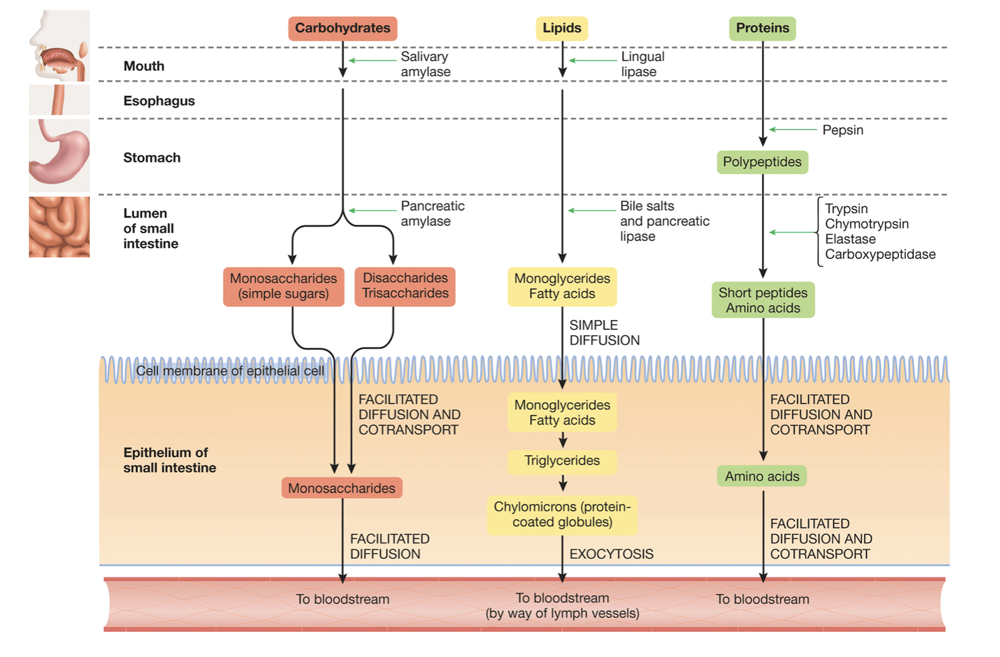 Carbohydrates
Lipids
Proteins
Mouth
Salivary
amylase
Lingual
lipase
Esophagus
Stomach
Pepsin
Polypeptides
Lumen
of small
intestine
Pancreatic
amylase
Bile salts
and pancreatic
lipase
Trypsin
Chymotrypsin
Elastase
Carboxypeptidase
Monosaccharides
(simple sugars)
Disaccharides
Trisaccharides
Monoglycerides
Fatty acids
Short peptides
Amino acids
SIMPLE
DIFFUSION
Cell membrane of epithelial cell
Epithelium of
small intestine
FACILITATED
DIFFUSION AND
COTRANSPORT
Monoglycerides
Fatty acids
FACILITATED
DIFFUSION AND
COTRANSPORT
Triglycerides
Monosaccharides
Amino acids
Chylomicrons (protein-
coated globules)
FACILITATED
DIFFUSION
EXOCYTOSIS
FACILITATED
DIFFUSION AND
COTRANSPORT
To bloodstream
To bloodstream
(by way of lymph vessels)
To bloodstream